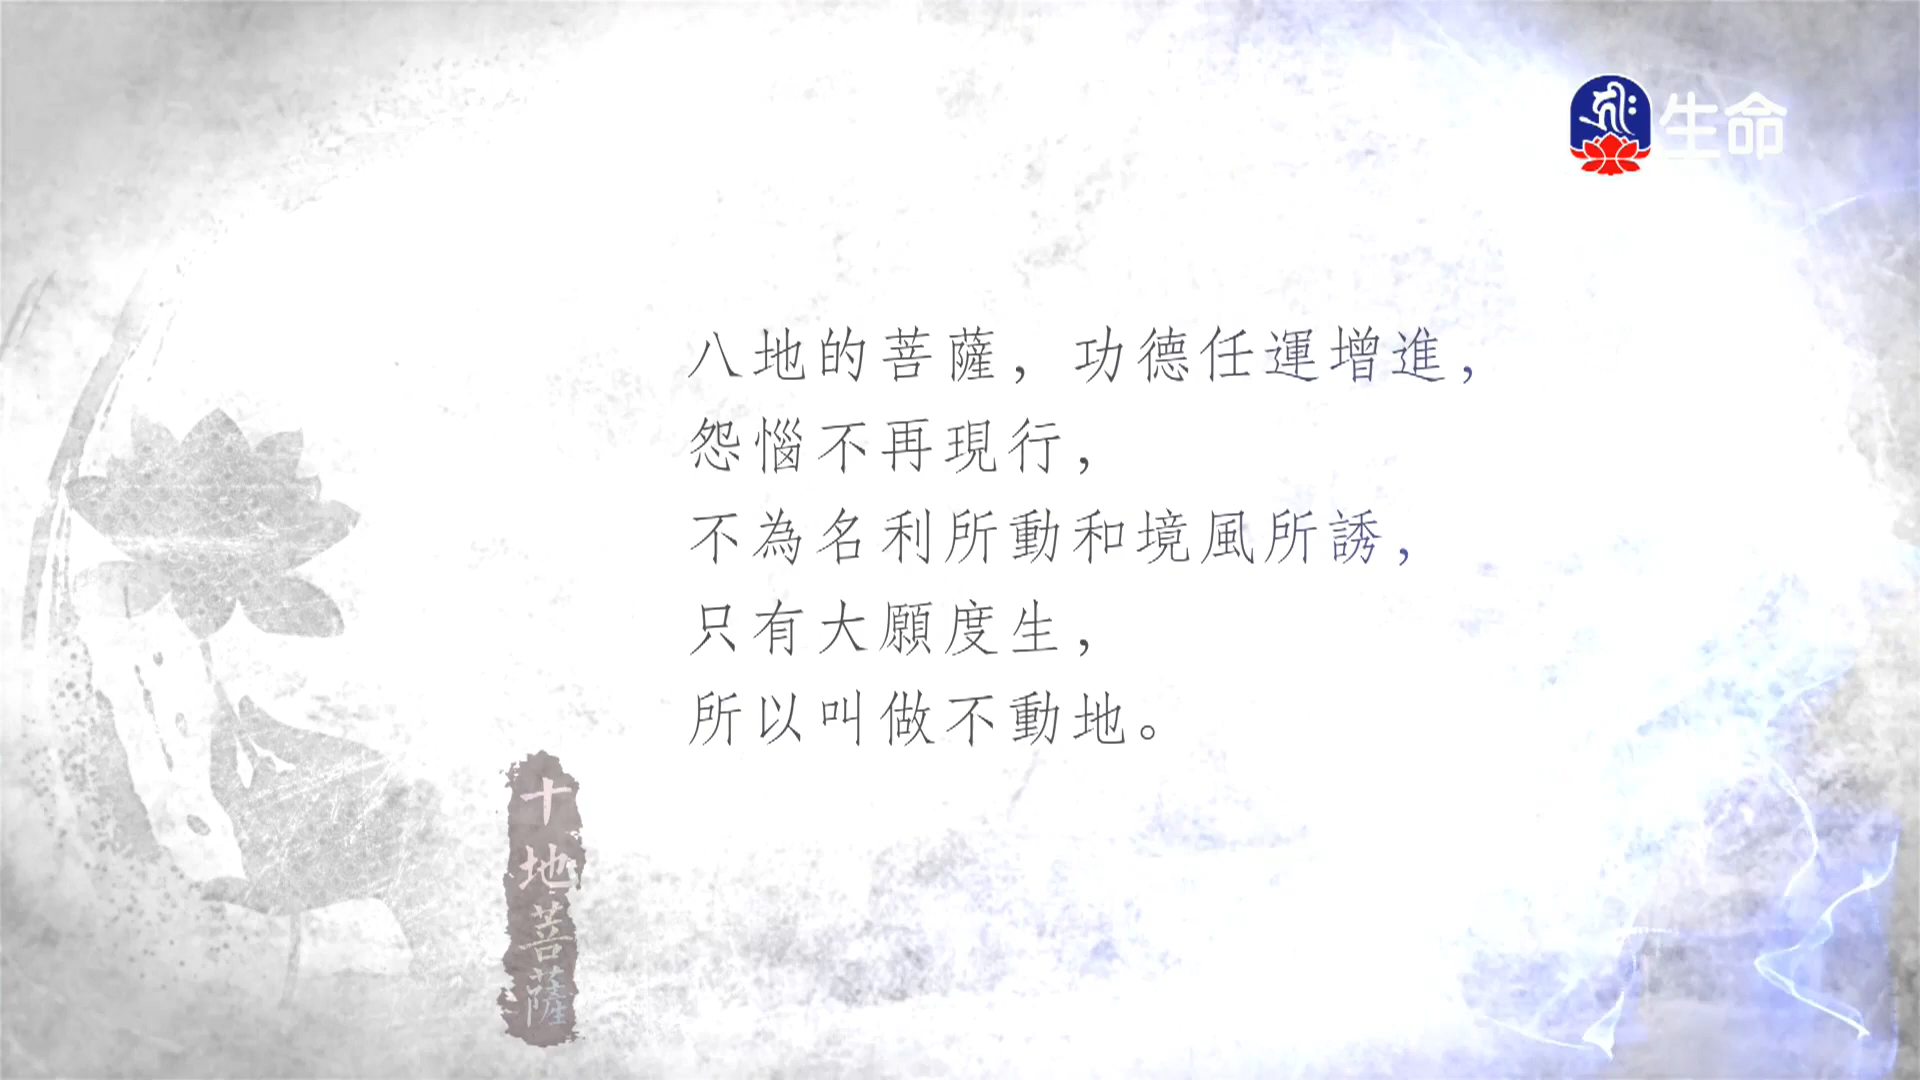 生命
八地的菩薩，功德任運增進，
怨惱不再現行，
不為名利所動和境風所誘，
只有大願度生，
所以叫做不動地。
十地菩薩